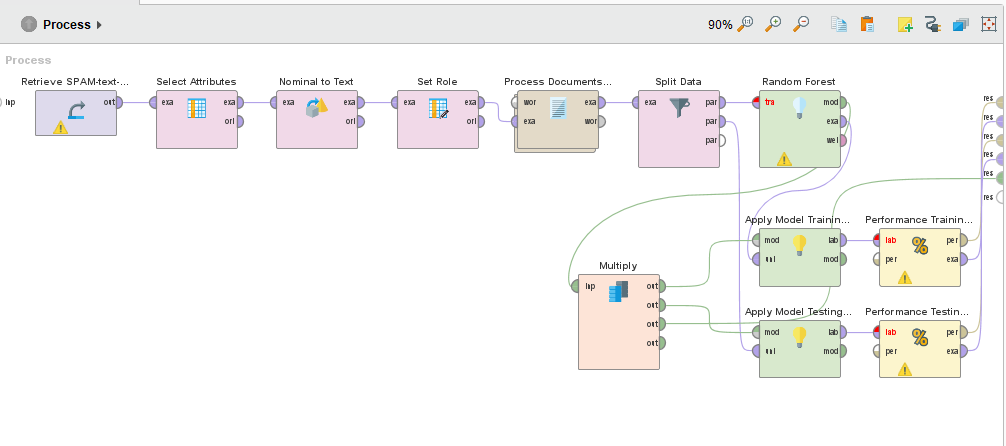 Process
90%
Process
Retrieve SPAM-text-...
Select Attributes
Nominal to Text
Set Role
Process Documents...
Split Data
Random Forest
inp
out
exa
exa
ori
exa
exa
ori
exa
exa
ori
wor
exa
exa
wor
exa
par
par
par
tra
mod
exa
wei
res
res
res
res
res
res
Apply Model Trainin...
Performance Trainin...
mod
lab
unl
mod
lab
per
per
exa
%
Multiply
inp
out
out
out
out
Apply Model Testing...
Performance Testin...
mod
lab
unl
mod
lab
per
per
exa
%